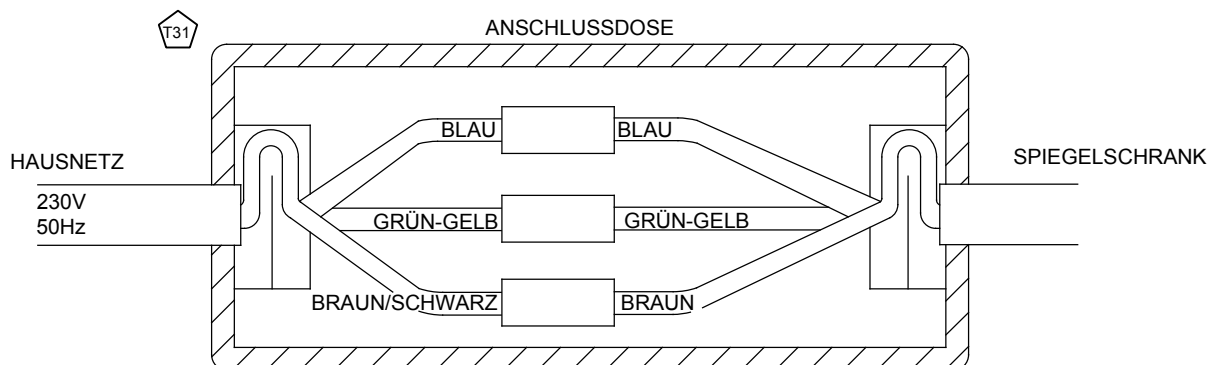 T31
ANSCHLUSSDOSE
HAUSNETZ
230V
50Hz
BLAU
BLAU
GRÜN-GELB
GRÜN-GELB
BRAUN/SCHWARZ
BRAUN
SPIEGELSCHRANK